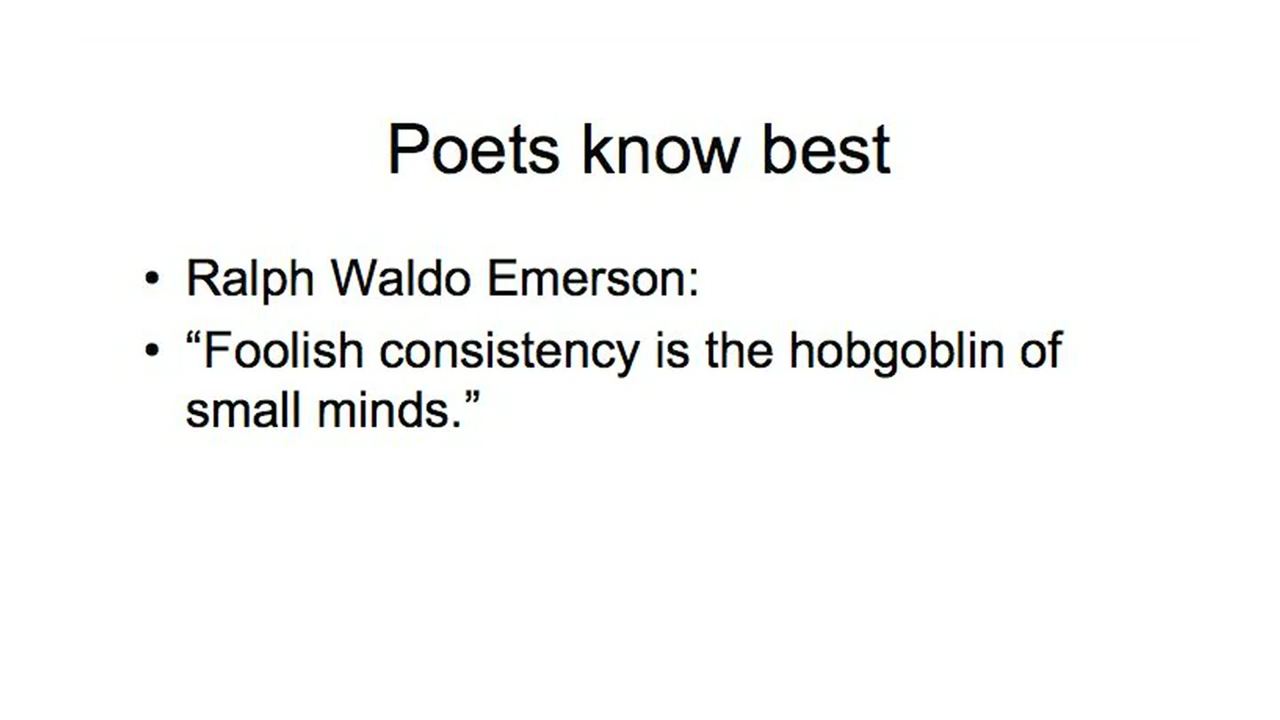 Poets know best
• Ralph Waldo Emerson:
• “Foolish consistency is the hobgoblin of
small minds.”